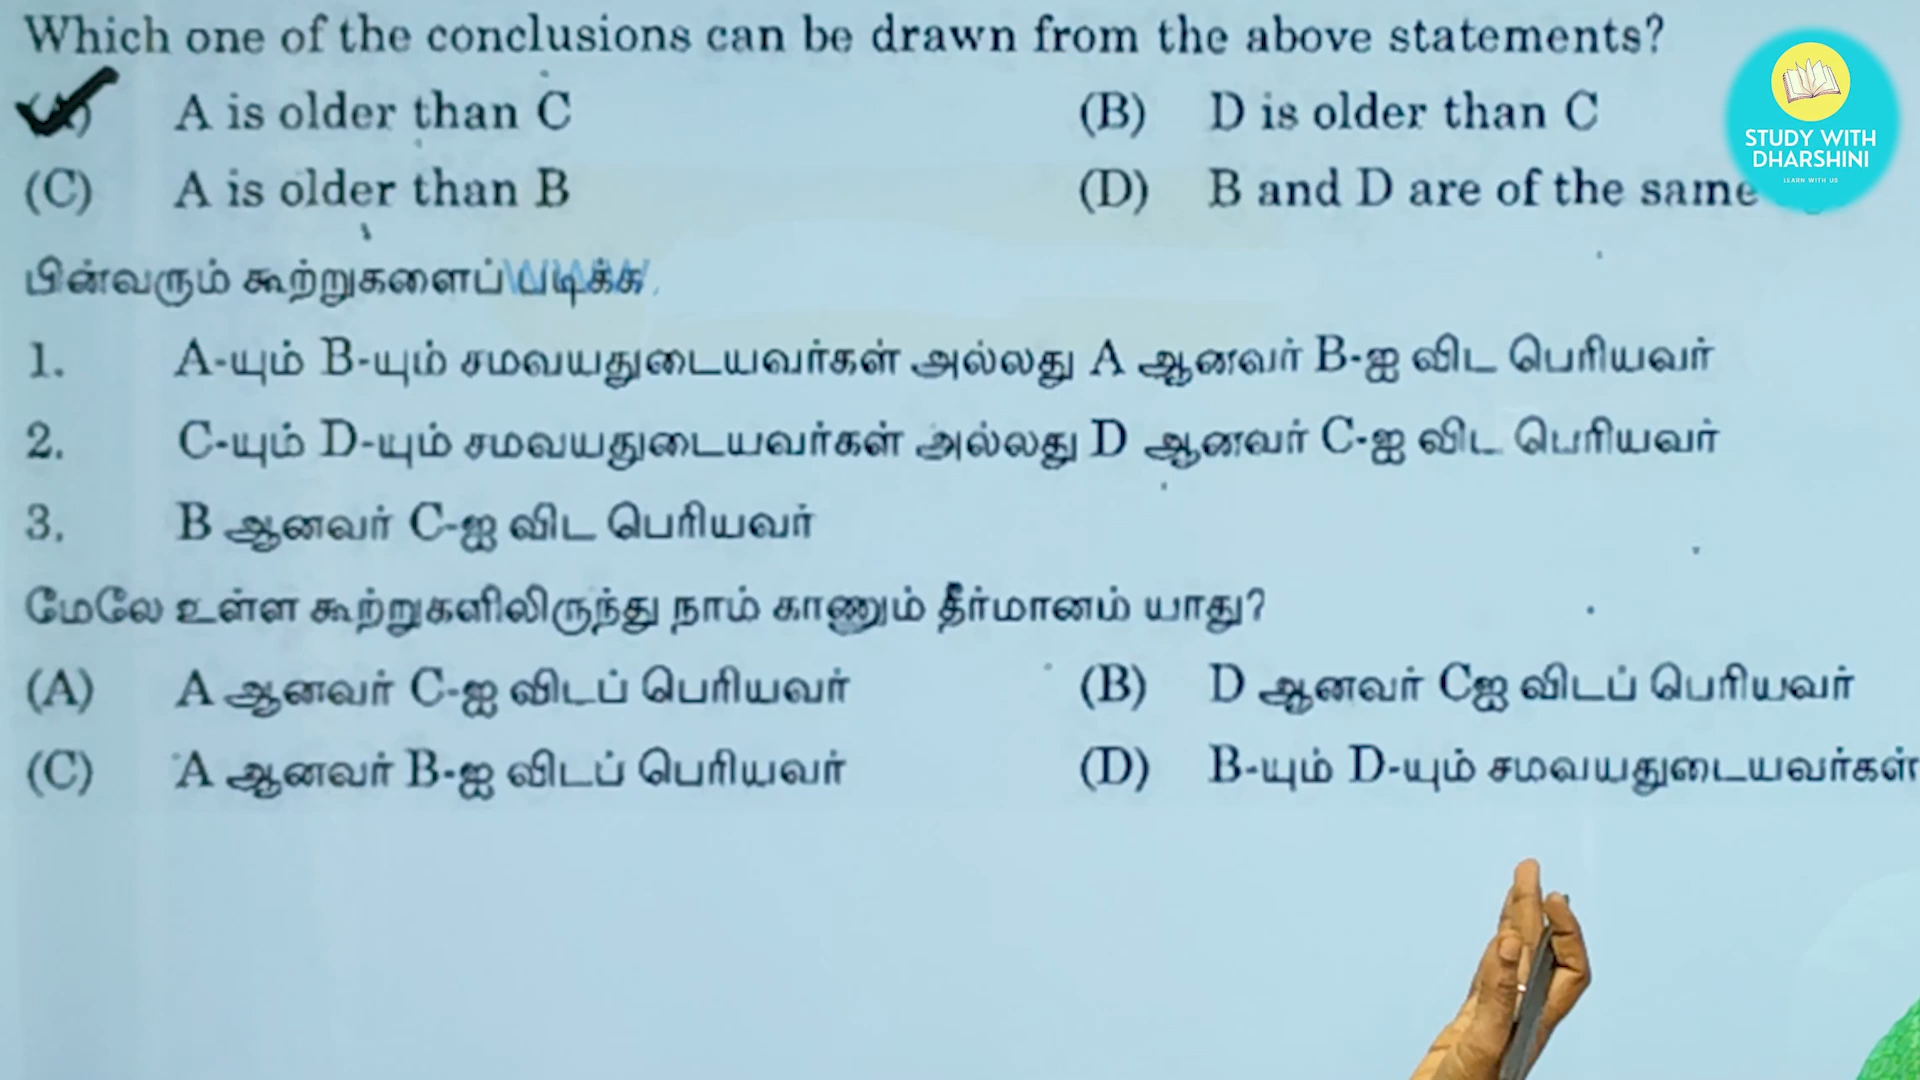 Which one of the conclusions can be drawn from the above statements?
A is older than C (B) D is older than C
(C) A is older than B (D) B and D are of the same
STUDY WITH
DHARSHINI
LEARN WITH US
பின்வரும் கூற்றுகளைப் படிக்க
1. A-யும் B-யும் சமவயதுடையவர்கள் அல்லது A ஆனவர் B-ஐ விட பெரியவர்
2. C-யும் D-யும் சமவயதுடையவர்கள் அல்லது D ஆனவர் C-ஐ விட பெரியவர்
3. B ஆனவர் C-ஐ விட பெரியவர்
மேலே உள்ள கூற்றுகளிலிருந்து நாம் காணும் தீர்மானம் யாது?
(A) A ஆனவர் C-ஐ விடப் பெரியவர் (B) D ஆனவர் Cஐ விடப் பெரியவர்
(C) A ஆனவர் B-ஐ விடப் பெரியவர் (D) B-யும் D-யும் சமவயதுடையவர்கள்